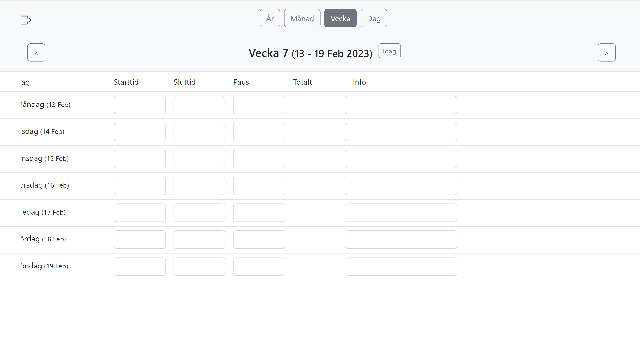 År Månad Vecka Dag
< Vecka 7 (13 - 19 Feb 2023) Idag >
ag Starttid Sluttid Paus Totalt Info
åndag (13 Feb)
sdag (14 Feb)
nsdag (15 Feb)
rsdag (16 Feb)
edag (17 Feb)
ördag (18 Feb)
öndag (19 Feb)